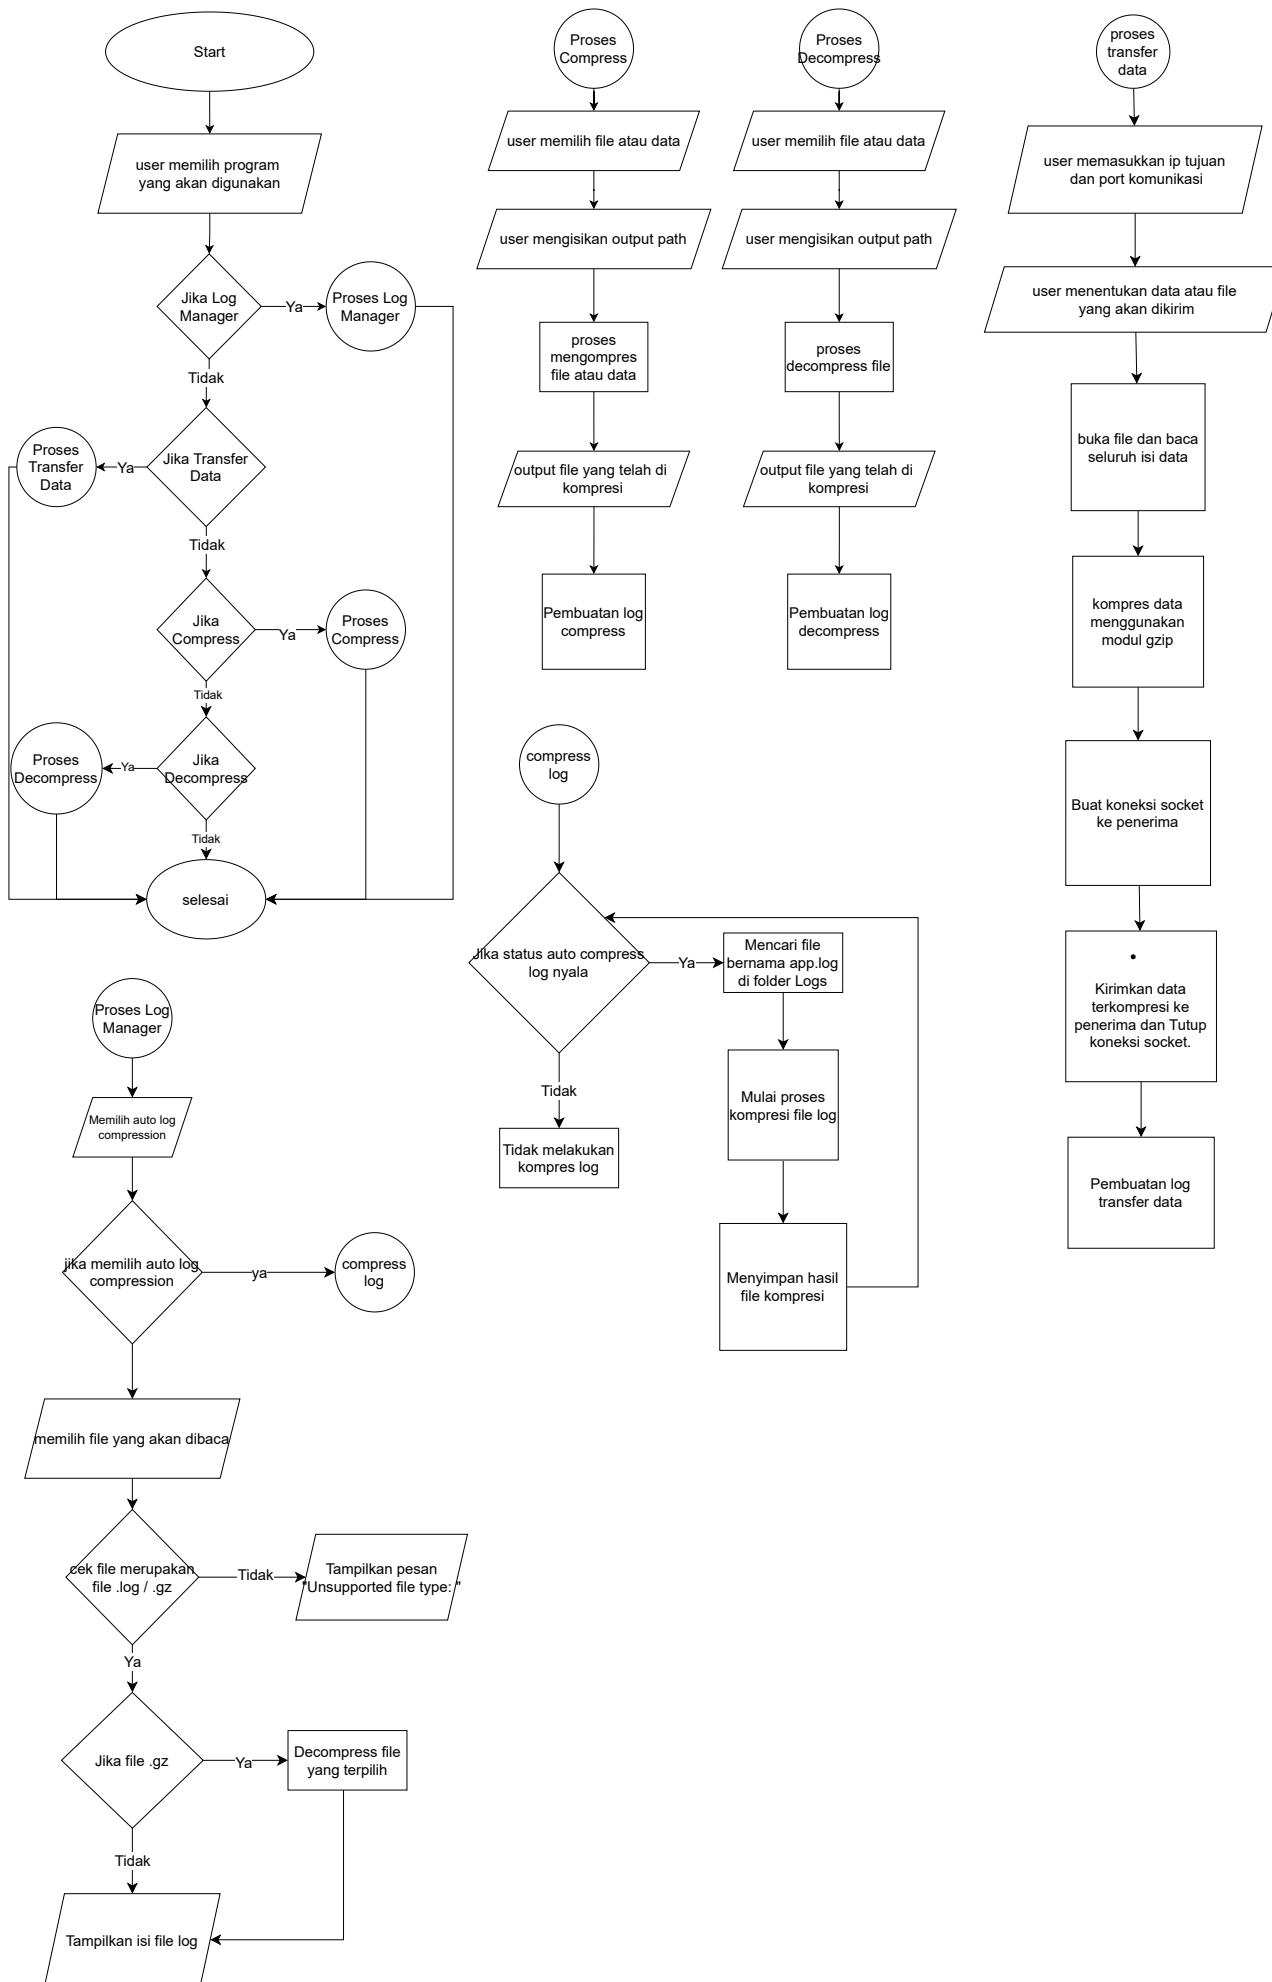 Start
user memilih program
yang akan digunakan
Jika Log
Manager
Ya
Proses Log
Manager
Tidak
Jika Transfer
Data
Ya
Proses
Transfer
Data
Tidak
Jika
Compress
Ya
Proses
Compress
Tidak
Jika
Decompress
Ya
Proses
Decompress
Tidak
selesai
Proses
Compress
user memilih file atau data
user mengisikan output path
proses
mengompres
file atau data
output file yang telah di
kompresi
Pembuatan log
compress
Proses
Decompress
user memilih file atau data
user mengisikan output path
proses
decompress file
output file yang telah di
kompresi
Pembuatan log
decompress
proses
transfer
data
user memasukkan ip tujuan
dan port komunikasi
user menentukan data atau file
yang akan dikirim
buka file dan baca
seluruh isi data
kompres data
menggunakan
modul gzip
Buat koneksi socket
ke penerima
•
Kirimkan data
terkompresi ke
penerima dan Tutup
koneksi socket.
Pembuatan log
transfer data
compress
log
Jika status auto compress
log nyala
Ya
Mencari file
bernama app.log
di folder Logs
Mulai proses
kompresi file log
Menyimpan hasil
file kompresi
Tidak
Tidak melakukan
kompres log
Proses Log
Manager
Memilih auto log
compression
jika memilih auto log
compression
ya
compress
log
memilih file yang akan dibaca
cek file merupakan
file .log / .gz
Tidak
Tampilkan pesan
"Unsupported file type: "
Ya
Jika file .gz
Ya
Decompress file
yang terpilih
Tidak
Tampilkan isi file log